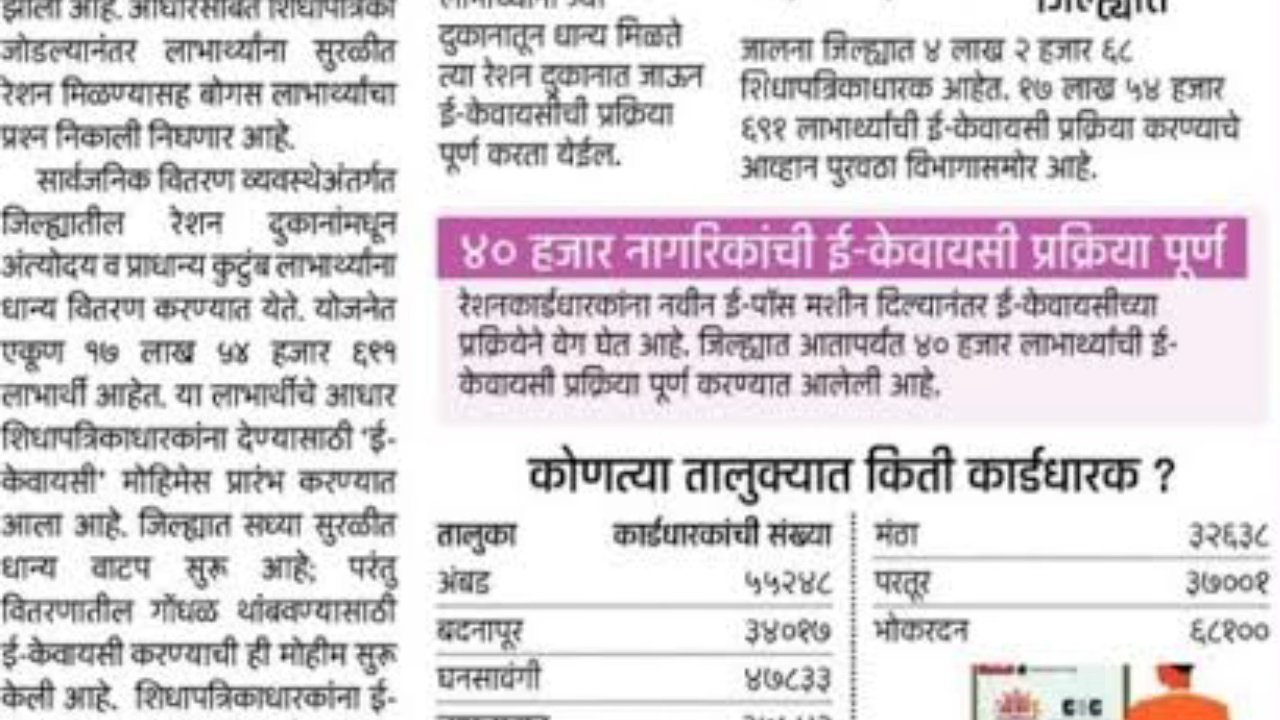 झाली आहे. आधारसोबत शिधापत्रिका
जोडल्यानंतर लाभार्थ्यांना सुरळीत
रेशन मिळण्यासह बोगस लाभार्थ्यांचा
प्रश्न निकाली निघणार आहे.
सार्वजनिक वितरण व्यवस्थेअंतर्गत
जिल्ह्यातील रेशन दुकानांमधून
अंत्योदय व प्राधान्य कुटुंब लाभार्थ्यांना
धान्य वितरण करण्यात येते. योजनेत
एकूण १७ लाख ५४ हजार ६९१
लाभार्थी आहेत. या लाभार्थीचे आधार
शिधापत्रिकाधारकांना देण्यासाठी 'ई-
केवायसी' मोहिमेस प्रारंभ करण्यात
आला आहे. जिल्ह्यात सध्या सुरळीत
धान्य वाटप सुरू आहे; परंतु
वितरणातील गोंधळ थांबवण्यासाठी
ई-केवायसी करण्याची ही मोहीम सुरू
केली आहे. शिधापत्रिकाधारकांना ई-
लाभार्थ्यांना ज्या
दुकानातून धान्य मिळते
त्या रेशन दुकानात जाऊन
ई-केवायसीची प्रक्रिया
पूर्ण करता येईल.
जिल्ह्यात
जालना जिल्ह्यात ४ लाख २ हजार ६८
शिधापत्रिकाधारक आहेत. १७ लाख ५४ हजार
६९१ लाभार्थ्यांची ई-केवायसी प्रक्रिया करण्याचे
आव्हान पुरवठा विभागासमोर आहे.
४० हजार नागरिकांची ई-केवायसी प्रक्रिया पूर्ण
रेशनकार्डधारकांना नवीन ई-पॉस मशीन दिल्यानंतर ई-केवायसीच्या
प्रक्रियेने वेग घेत आहे. जिल्ह्यात आतापर्यंत ४० हजार लाभार्थ्यांची ई-
केवायसी प्रक्रिया पूर्ण करण्यात आलेली आहे.
कोणत्या तालुक्यात किती कार्डधारक ?
तालुका कार्डधारकांची संख्या
अंबड ५५२४८
बदनापूर ३४०१७
घनसावंगी ४७८३३
मंठा ३२६३८
परतूर ३७००१
भोकरदन ६८१००